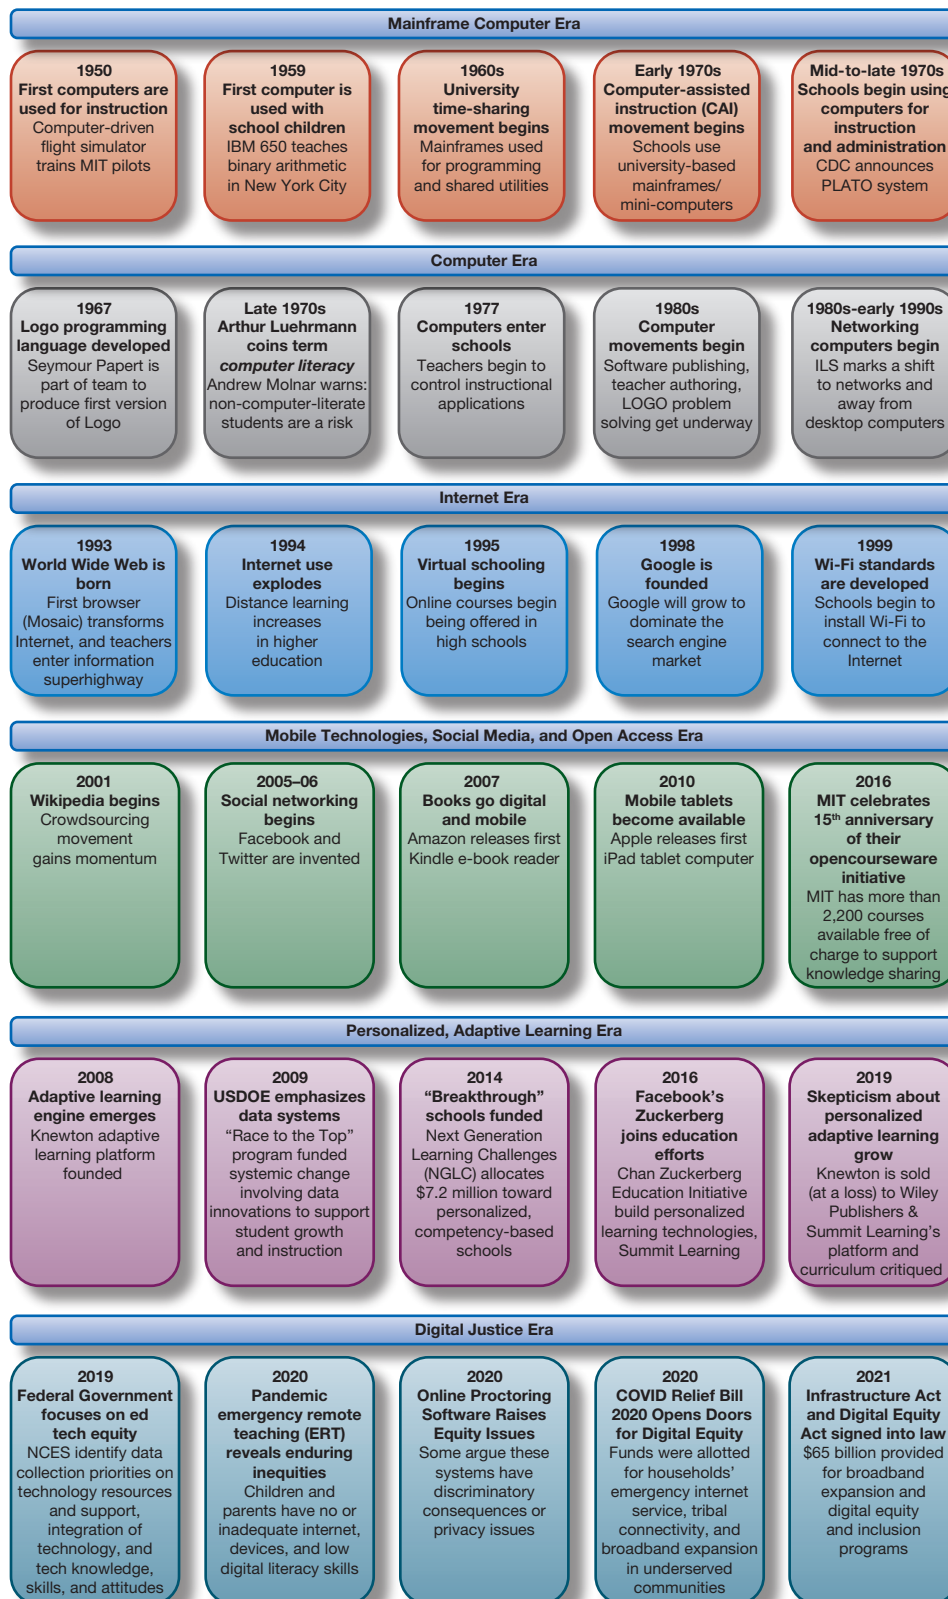 Mainframe Computer Era
1950
First computers are
used for instruction
Computer-driven
flight simulator
trains MIT pilots
1959
First computer is
used with
school children
IBM 650 teaches
binary arithmetic
in New York City
1960s
University
time-sharing
movement begins
Mainframes used
for programming
and shared utilities
Early 1970s
Computer-assisted
instruction (CAI)
movement begins
Schools use
university-based
mainframes/
mini-computers
Mid-to-late 1970s
Schools begin using
computers for
instruction
and administration
CDC announces
PLATO system
Computer Era
1967
Logo programming
language developed
Seymour Papert is
part of team to
produce first version
of Logo
Late 1970s
Arthur Luehrmann
coins term
computer literacy
Andrew Molnar warns:
non-computer-literate
students are a risk
1977
Computers enter
schools
Teachers begin to
control instructional
applications
1980s
Computer
movements begin
Software publishing,
teacher authoring,
LOGO problem
solving get underway
1980s-early 1990s
Networking
computers begin
ILS marks a shift
to networks and
away from
desktop computers
Internet Era
1993
World Wide Web is
born
First browser
(Mosaic) transforms
Internet, and teachers
enter information
superhighway
1994
Internet use
explodes
Distance learning
increases
in higher
education
1995
Virtual schooling
begins
Online courses begin
being offered in
high schools
1998
Google is
founded
Google will grow to
dominate the
search engine
market
1999
Wi-Fi standards
are developed
Schools begin to
install Wi-Fi to
connect to the
Internet
Mobile Technologies, Social Media, and Open Access Era
2001
Wikipedia begins
Crowdsourcing
movement
gains momentum
2005–06
Social networking
begins
Facebook and
Twitter are invented
2007
Books go digital
and mobile
Amazon releases first
Kindle e-book reader
2010
Mobile tablets
become available
Apple releases first
iPad tablet computer
2016
MIT celebrates
15th anniversary
of their
opencourseware
initiative
MIT has more than
2,200 courses
available free of
charge to support
knowledge sharing
Personalized, Adaptive Learning Era
2008
Adaptive learning
engine emerges
Knewton adaptive
learning platform
founded
2009
USDOE emphasizes
data systems
“Race to the Top”
program funded
systemic change
involving data
innovations to support
student growth
and instruction
2014
“Breakthrough”
schools funded
Next Generation
Learning Challenges
(NGLC) allocates
$7.2 million toward
personalized,
competency-based
schools
2016
Facebook’s
Zuckerberg
joins education
efforts
Chan Zuckerberg
Education Initiative
build personalized
learning technologies,
Summit Learning
2019
Skepticism about
personalized
adaptive learning
grow
Knewton is sold
(at a loss) to Wiley
Publishers &
Summit Learning’s
platform and
curriculum critiqued
Digital Justice Era
2019
Federal Government
focuses on ed
tech equity
NCES identify data
collection priorities on
technology resources
and support,
integration of
technology, and
tech knowledge,
skills, and attitudes
2020
Pandemic
emergency remote
teaching (ERT)
reveals enduring
inequities
Children and
parents have no or
inadequate internet,
devices, and low
digital literacy skills
2020
Online Proctoring
Software Raises
Equity Issues
Some argue these
systems have
discriminatory
consequences or
privacy issues
2020
COVID Relief Bill
2020 Opens Doors
for Digital Equity
Funds were allotted
for households’
emergency internet
service, tribal
connectivity, and
broadband expansion
in underserved
communities
2021
Infrastructure Act
and Digital Equity
Act signed into law
$65 billion provided
for broadband
expansion and
digital equity
and inclusion
programs